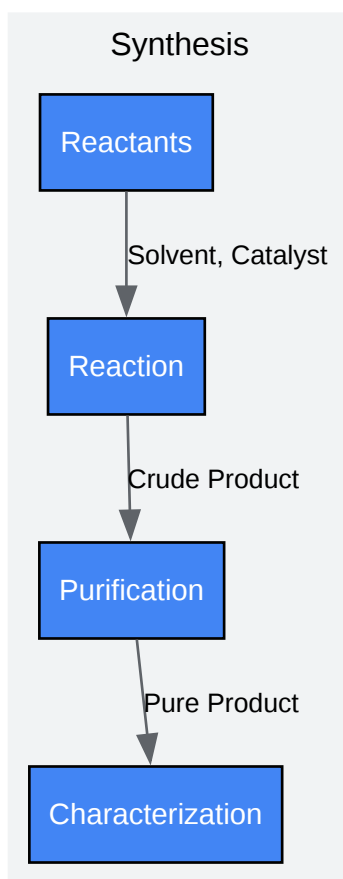 Synthesis
Reactants
Solvent, Catalyst
Reaction
Crude Product
Purification
Pure Product
Characterization